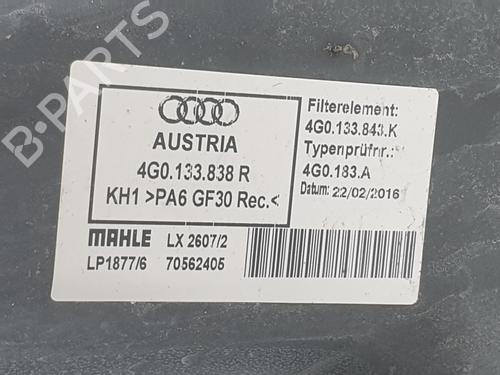 B-PARTS
AUSTRIA
4G0.133.838 R
KH1 >PA6 GF30 Rec.<
Filterelement:
4G0.133.843.K
Typenprüfnr.:
4G0.183.A
Datum: 22/02/2016
MAHLE LX 2607/2
LP1877/6 70562405